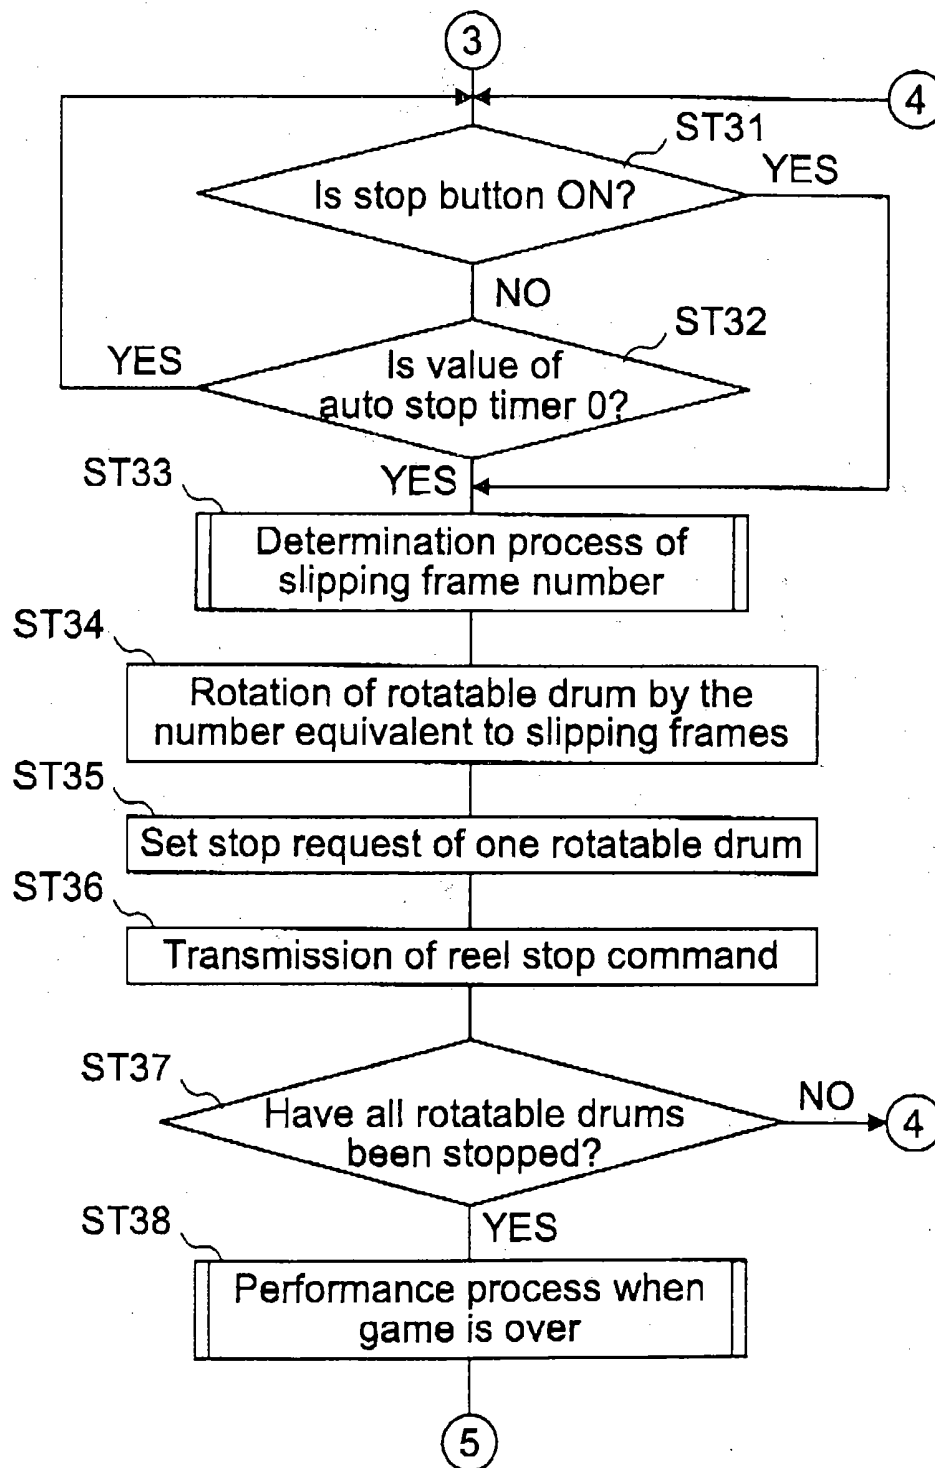 3
4
ST31
YES
Is stop button ON?
NO
ST32
YES
Is value of
auto stop timer 0?
ST33
YES
Determination process of
slipping frame number
ST34
Rotation of rotatable drum by the
number equivalent to slipping frames
ST35
Set stop request of one rotatable drum
ST36
Transmission of reel stop command
ST37
NO
Have all rotatable drums
been stopped?
4
ST38
YES
Performance process when
game is over
5